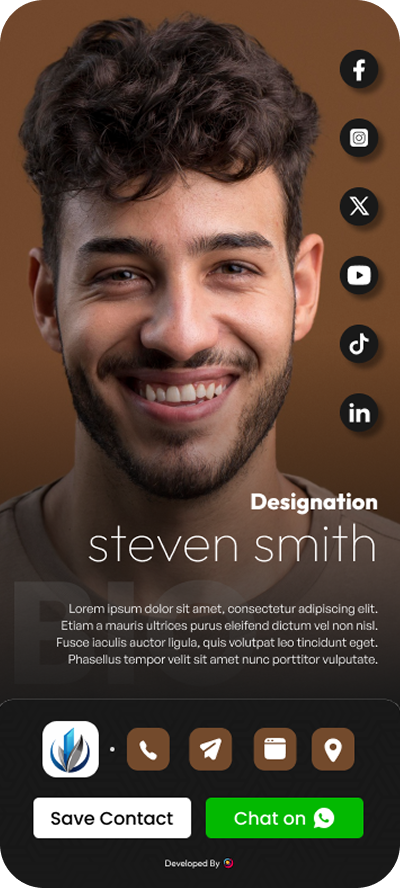 Designation
steven smith
BIO
Lorem ipsum dolor sit amet, consectetur adipiscing elit.
Etiam a mauris ultrices purus eleifend dictum vel non nisl.
Fusce iaculis auctor ligula, quis volutpat leo tincidunt eget.
Phasellus tempor velit sit amet nunc porttitor vulputate.
Save Contact
Chat on
Developed By